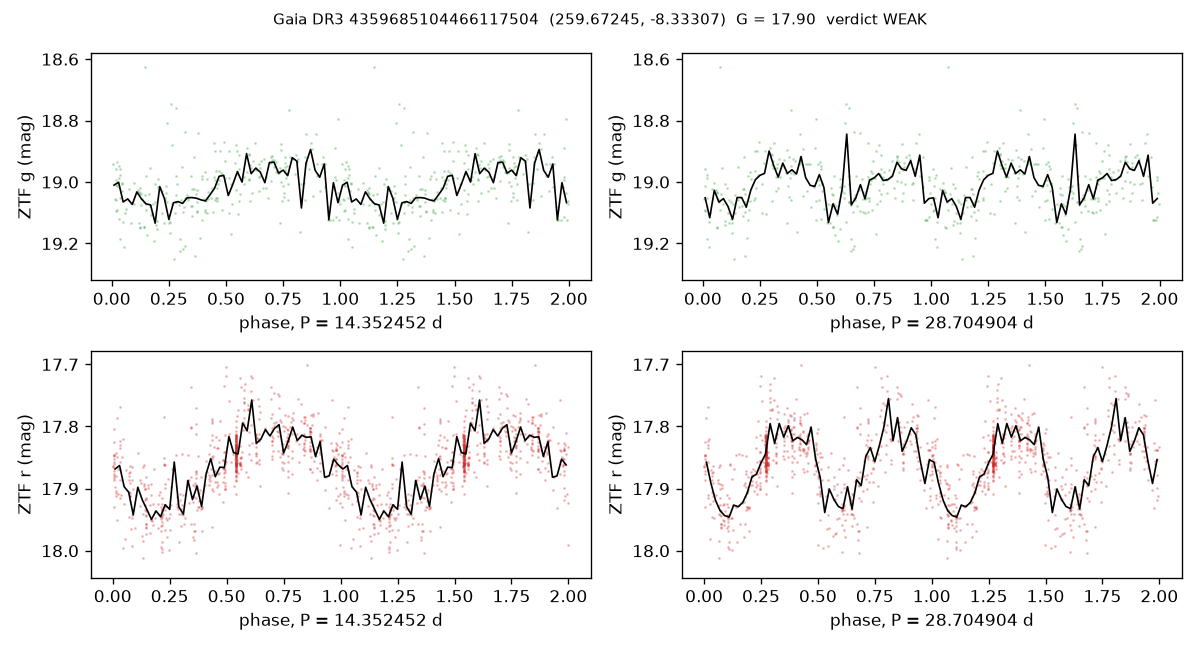 Gaia DR3 4359685104466117504 (259.67245, -8.33307) G = 17.90 verdict WEAK
18.6
18.8
19.0
19.2
ZTF g (mag)
0.00 0.25 0.50 0.75 1.00 1.25 1.50 1.75 2.00
phase, P = 14.352452 d
18.6
18.8
19.0
19.2
ZTF g (mag)
0.00 0.25 0.50 0.75 1.00 1.25 1.50 1.75 2.00
phase, P = 28.704904 d
17.7
17.8
17.9
18.0
ZTF r (mag)
0.00 0.25 0.50 0.75 1.00 1.25 1.50 1.75 2.00
phase, P = 14.352452 d
17.7
17.8
17.9
18.0
ZTF r (mag)
0.00 0.25 0.50 0.75 1.00 1.25 1.50 1.75 2.00
phase, P = 28.704904 d